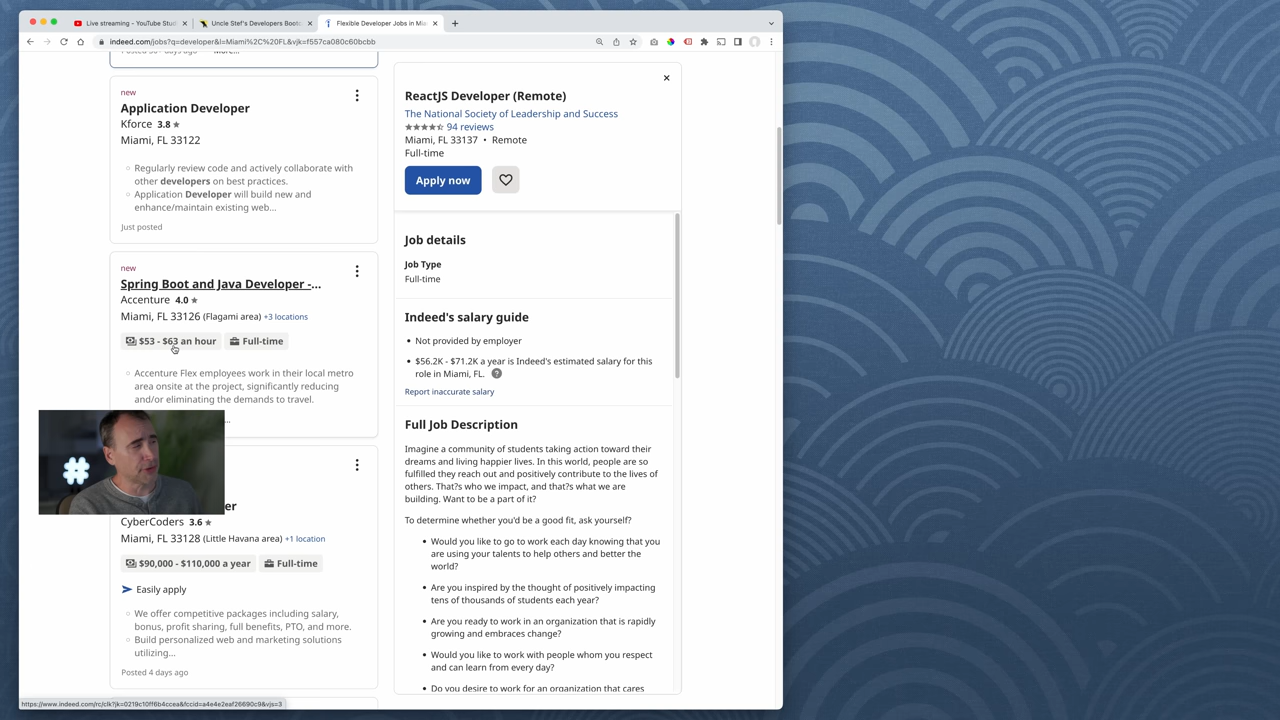 Live streaming - YouTube Stud
Uncle Stef's Developers Bootc
Flexible Developer Jobs in Mia
indeed.com/jobs?q=developer&l=Miami%2C%20FL&vjk=f557ca080c60bcbb
new
Application Developer
Kforce 3.8
Miami, FL 33122
Regularly review code and actively collaborate with
other developers on best practices.
Application Developer will build new and
enhance/maintain existing web...
Just posted
new
Spring Boot and Java Developer -...
Accenture 4.0
Miami, FL 33126 (Flagami area) +3 locations
$53 - $63 an hour
Full-time
Accenture Flex employees work in their local metro
area onsite at the project, significantly reducing
and/or eliminating the demands to travel.
#
er
CyberCoders 3.6
Miami, FL 33128 (Little Havana area) +1 location
$90,000 - $110,000 a year
Full-time
Easily apply
We offer competitive packages including salary,
bonus, profit sharing, full benefits, PTO, and more.
Build personalized web and marketing solutions
utilizing...
Posted 4 days ago
ReactJS Developer (Remote)
The National Society of Leadership and Success
94 reviews
Miami, FL 33137 • Remote
Full-time
Apply now
Job details
Job Type
Full-time
Indeed's salary guide
• Not provided by employer
• $56.2K - $71.2K a year is Indeed's estimated salary for this
role in Miami, FL. ?
Report inaccurate salary
Full Job Description
Imagine a community of students taking action toward their
dreams and living happier lives. In this world, people are so
fulfilled they reach out and positively contribute to the lives of
others. That?s who we impact, and that?s what we are
building. Want to be a part of it?
To determine whether you'd be a good fit, ask yourself?
• Would you like to go to work each day knowing that you
are using your talents to help others and better the
world?
• Are you inspired by the thought of positively impacting
tens of thousands of students each year?
• Are you ready to work in an organization that is rapidly
growing and embraces change?
• Would you like to work with people whom you respect
and can learn from every day?
• Do you desire to work for an organization that cares
https://www.indeed.com/rc/clk?jk=0219c10ff6b4ccea&fccid=a4e4e2eaf26690c9&vjs=3